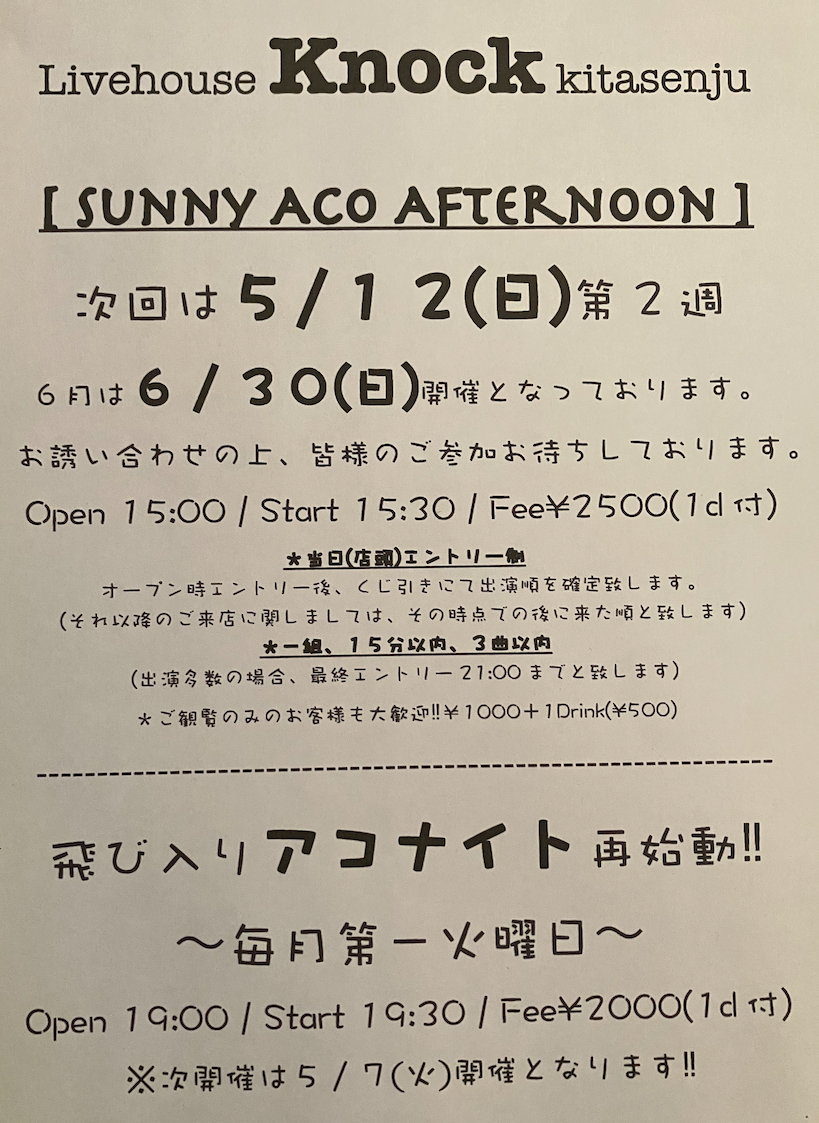 Livehouse Knock kitasenju
[ SUNNY ACO AFTERNOON ]
次回は 5/12(日)第2週
6月は 6/30(日)開催となっております。
お誘い合わせの上、皆様のご参加お待ちしております。
Open 15:00 / Start 15:30 / Fee¥2500(1d付)
*当日(店頭)エントリー制
オープン時エントリー後、くじ引きにて出演順を確定致します。
(それ以降のご来店に関しましては、その時点での後に来た順と致します)
*一組、15分以内、3曲以内
(出演多数の場合、最終エントリー21:00までと致します)
*ご観覧のみのお客様も大歓迎!!¥1000+1Drink(¥500)
飛び入りアコナイト再始動!!
〜毎月第一火曜日〜
Open 19:00 / Start 19:30 / Fee¥2000(1d付)
※次開催は5/7(火)開催となります!!